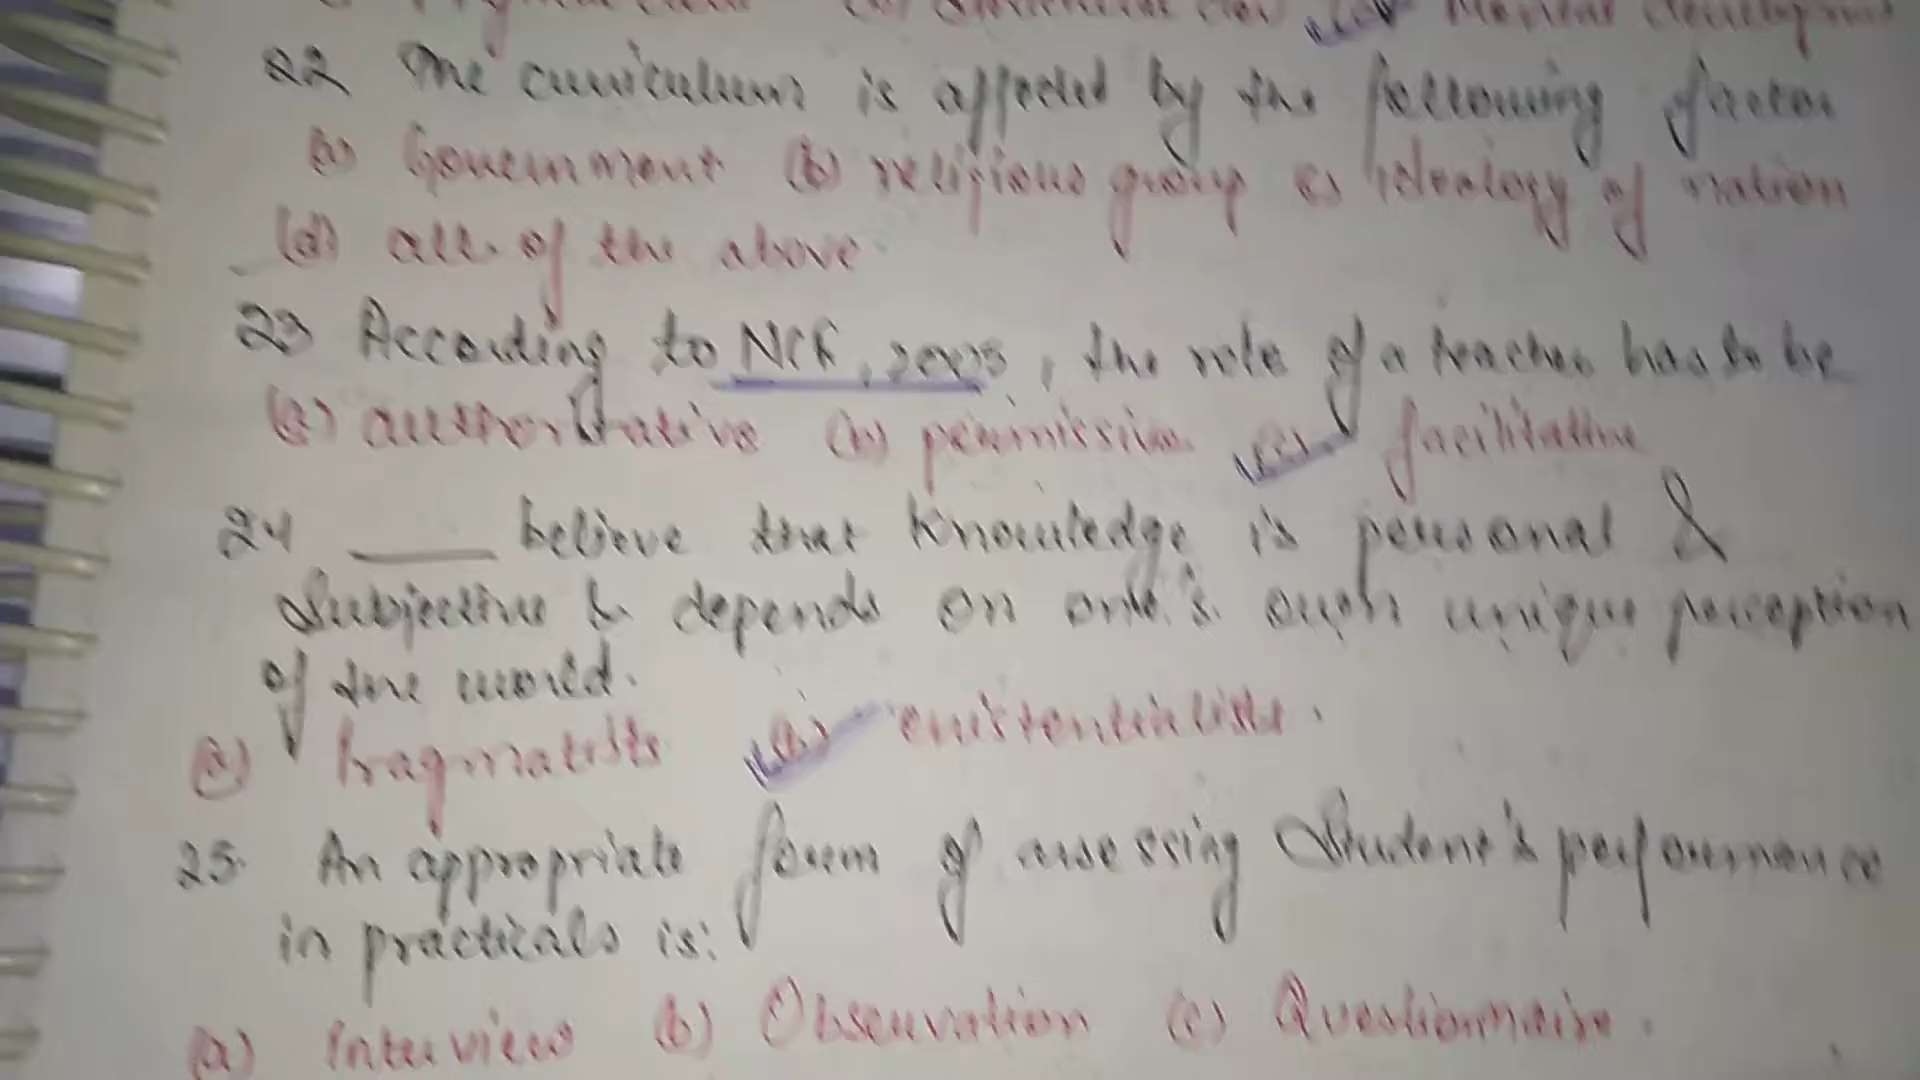 Mental develop
22 The curriculum is affected by the following factor
(a) Government (b) religious group (c) ideology of nation
(d) all of the above
23 According to NCF, 2005, the role of a teacher has to be
(a) authoritative (b) permissive (c) facilitative
24 _____ believe that knowledge is personal &
Subjective & depends on one's own unique perception
of the world.
(a) Pragmatists (b) existentialists.
25. An appropriate form of assessing Student's performance
in practicals is:
(a) Interview (b) Observation (c) Questionnaire.